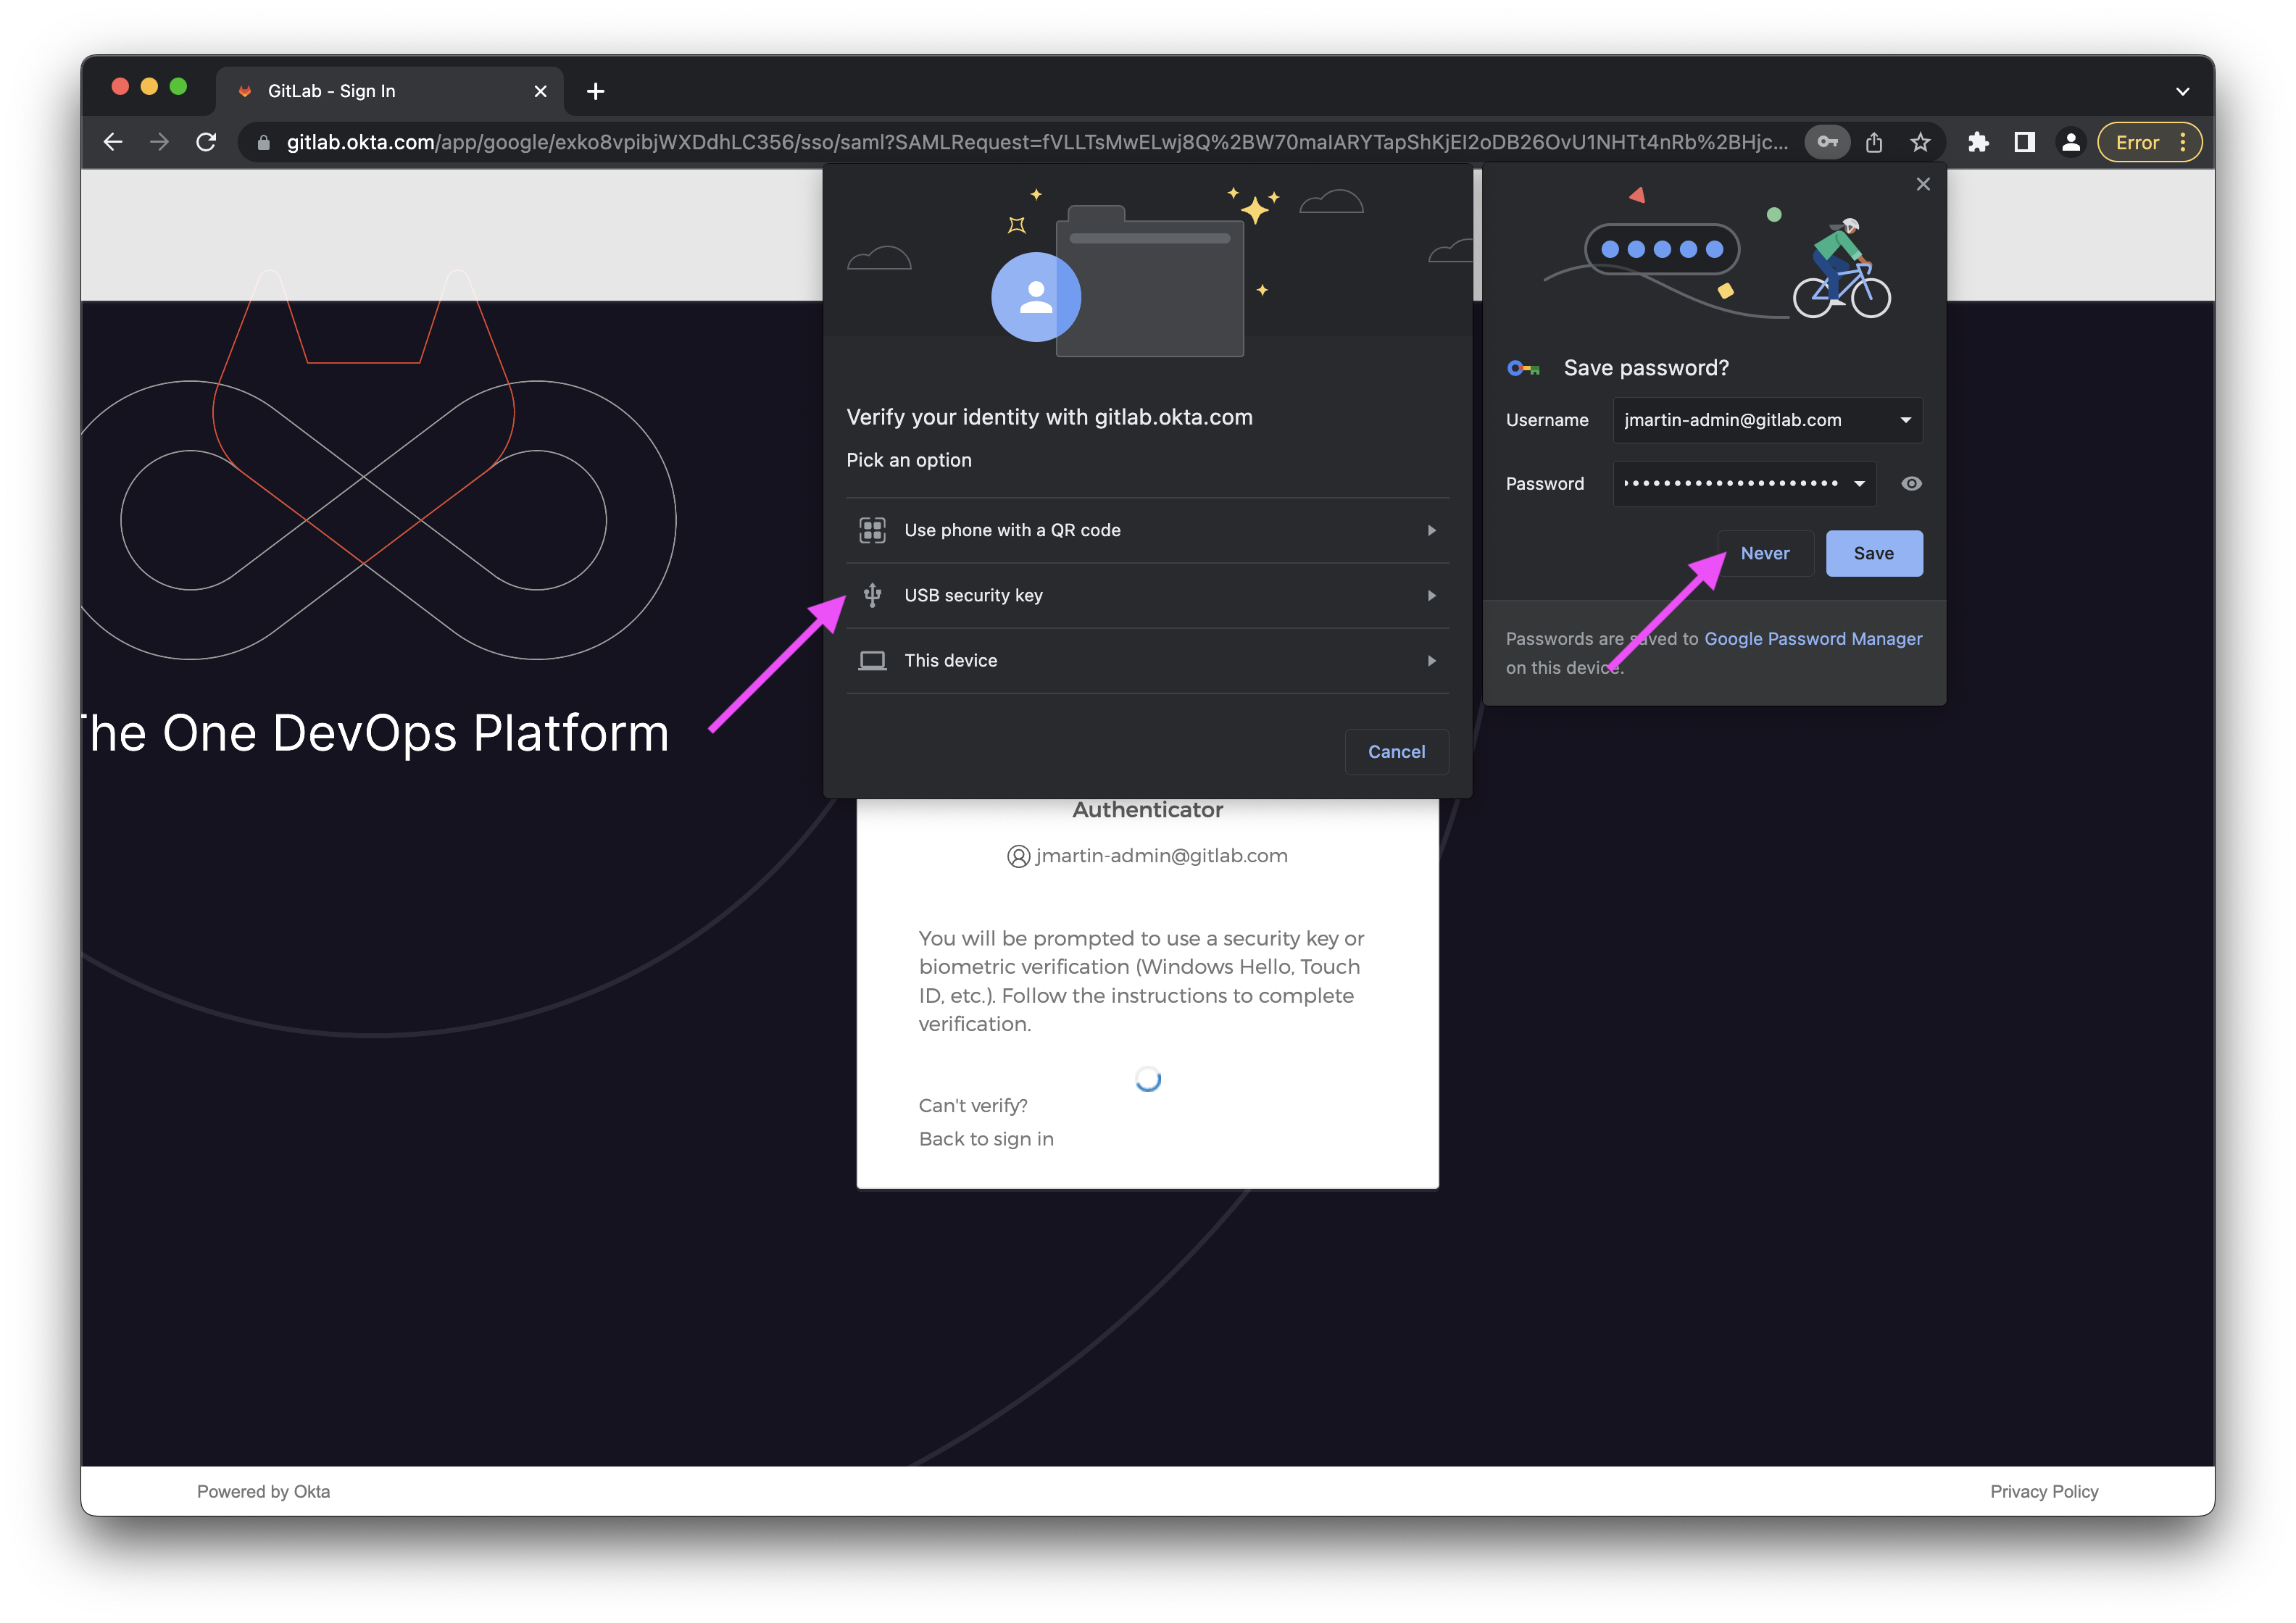 GitLab - Sign In
gitlab.okta.com/app/google/exko8vpibjWXDdhLC356/sso/saml?SAMLRequest=fVLLTsMwELwj8Q%2BW70maIARYTapShKjEI2oDB26OvU1NHTt4nRb%2BHjc...
Error
Verify your identity with gitlab.okta.com
Pick an option
Use phone with a QR code
USB security key
This device
Cancel
Save password?
Username
jmartin-admin@gitlab.com
Password
Never
Save
Passwords are saved to Google Password Manager
on this device.
The One DevOps Platform
Authenticator
jmartin-admin@gitlab.com
You will be prompted to use a security key or
biometric verification (Windows Hello, Touch
ID, etc.). Follow the instructions to complete
verification.
Can't verify?
Back to sign in
Powered by Okta
Privacy Policy